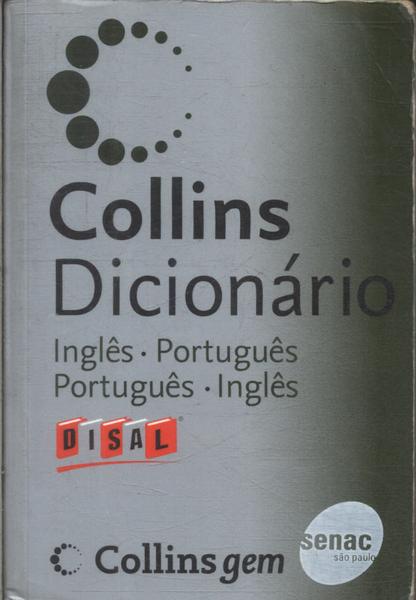 Collins
Dicionário
Inglês · Português
Português · Inglês
DISAL®
Collins gem
senac
são paulo